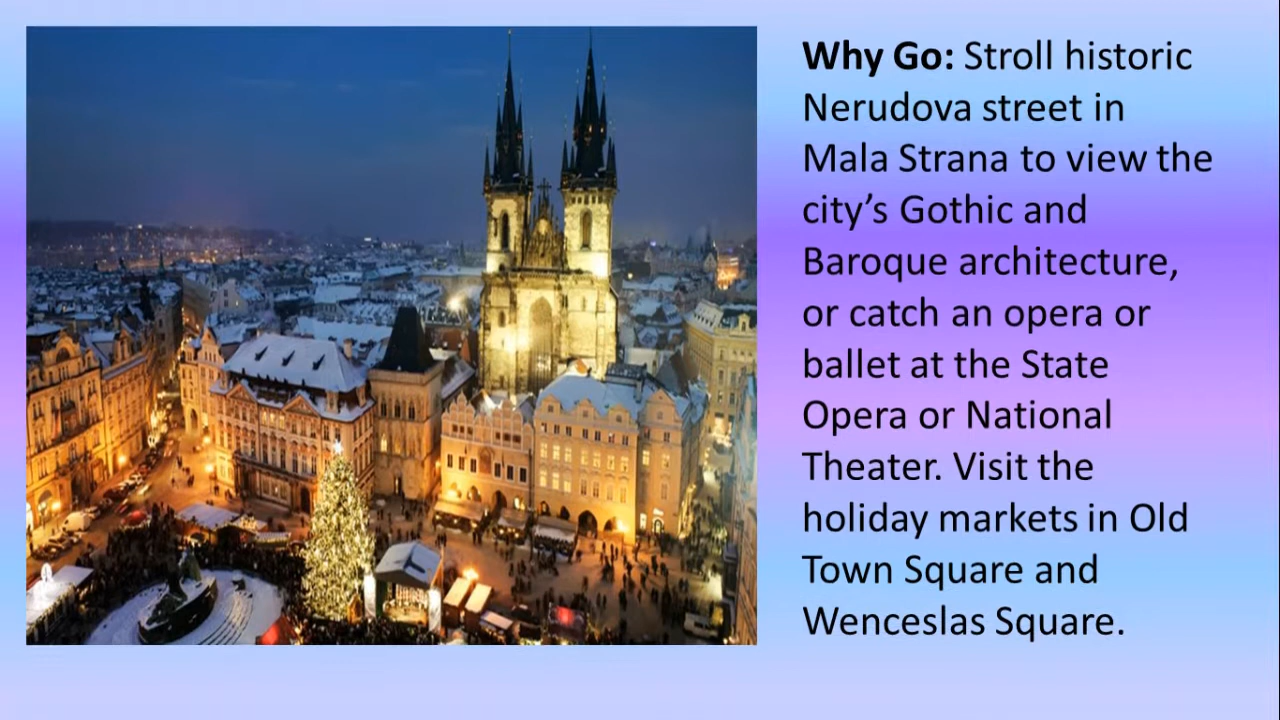 Why Go: Stroll historic
Nerudova street in
Mala Strana to view the
city’s Gothic and
Baroque architecture,
or catch an opera or
ballet at the State
Opera or National
Theater. Visit the
holiday markets in Old
Town Square and
Wenceslas Square.